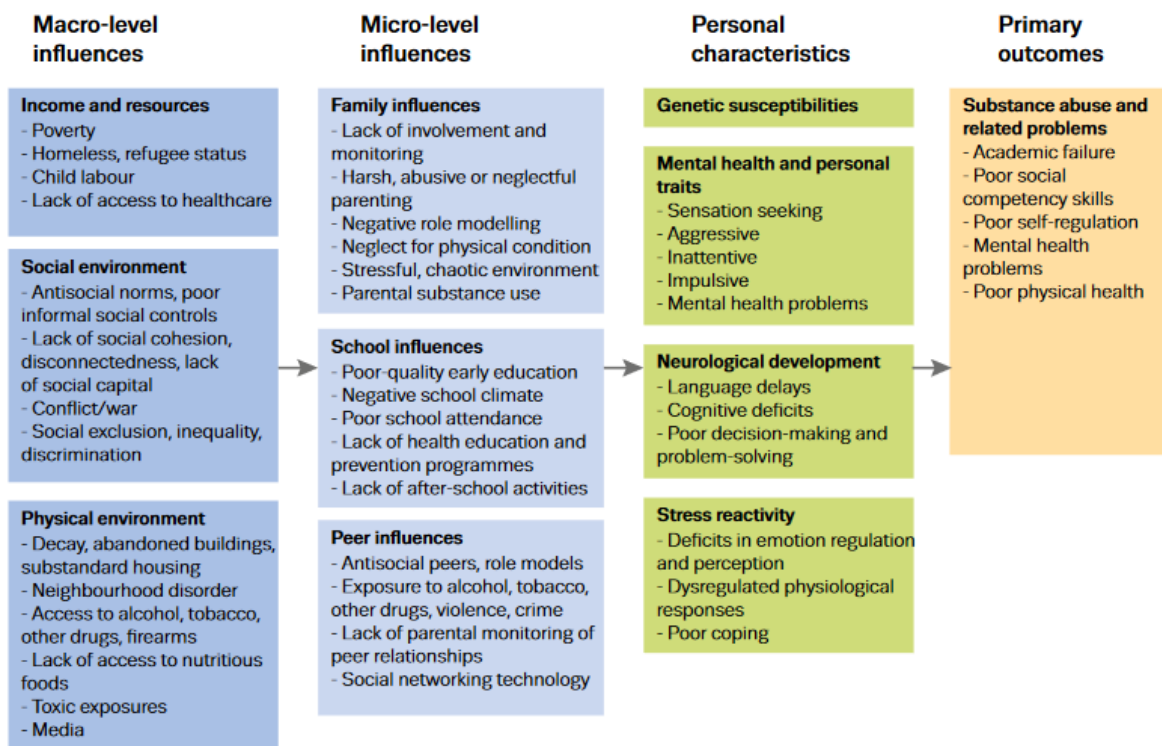 Macro-level
influences
Income and resources
- Poverty
- Homeless, refugee status
- Child labour
- Lack of access to healthcare
Social environment
- Antisocial norms, poor
informal social controls
- Lack of social cohesion,
disconnectedness, lack
of social capital
- Conflict/war
- Social exclusion, inequality,
discrimination
Physical environment
- Decay, abandoned buildings,
substandard housing
- Neighbourhood disorder
- Access to alcohol, tobacco,
other drugs, firearms
- Lack of access to nutritious
foods
- Toxic exposures
- Media
Micro-level
influences
Family influences
- Lack of involvement and
monitoring
- Harsh, abusive or neglectful
parenting
- Negative role modelling
- Neglect for physical condition
- Stressful, chaotic environment
- Parental substance use
School influences
- Poor-quality early education
- Negative school climate
- Poor school attendance
- Lack of health education and
prevention programmes
- Lack of after-school activities
Peer influences
- Antisocial peers, role models
- Exposure to alcohol, tobacco,
other drugs, violence, crime
- Lack of parental monitoring of
peer relationships
- Social networking technology
Personal
characteristics
Genetic susceptibilities
Mental health and personal
traits
- Sensation seeking
- Aggressive
- Inattentive
- Impulsive
- Mental health problems
Neurological development
- Language delays
- Cognitive deficits
- Poor decision-making and
problem-solving
Stress reactivity
- Deficits in emotion regulation
and perception
- Dysregulated physiological
responses
- Poor coping
Primary
outcomes
Substance abuse and
related problems
- Academic failure
- Poor social
competency skills
- Poor self-regulation
- Mental health
problems
- Poor physical health